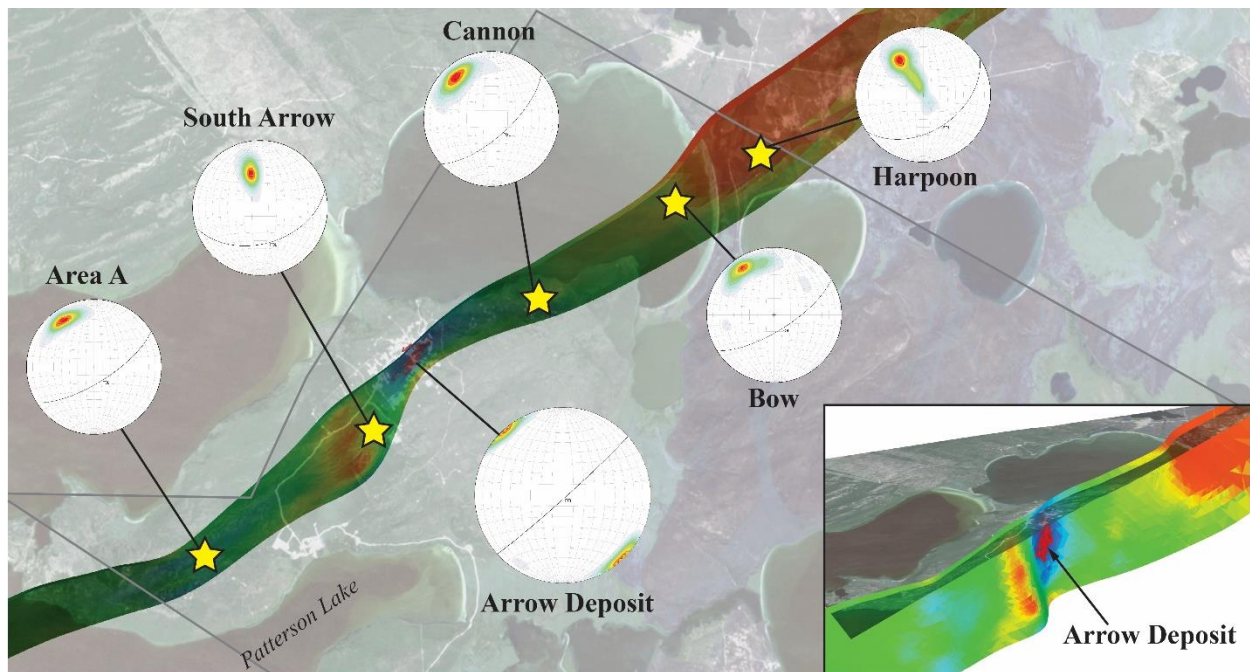 Cannon
South Arrow
Harpoon
Area A
Bow
Arrow Deposit
Patterson Lake
Arrow Deposit